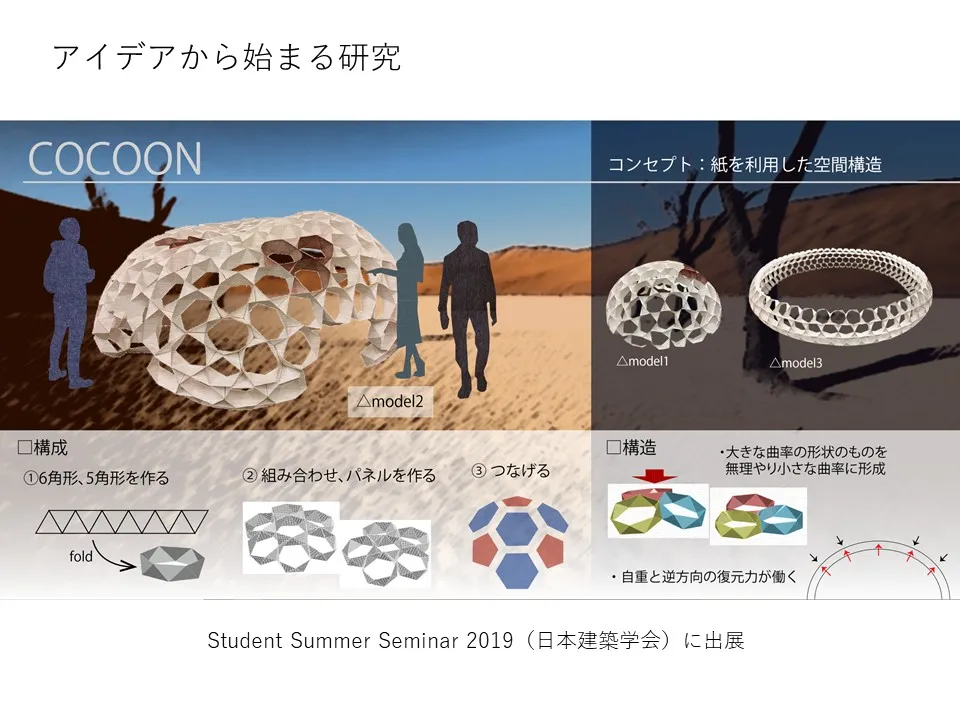 アイデアから始まる研究
COCOON
コンセプト：紙を利用した空間構造
△model1
△model3
△model2
□構成
①6角形、5角形を作る
fold
② 組み合わせ、パネルを作る
③ つなげる
□構造
・大きな曲率の形状のものを
無理やり小さな曲率に形成
・自重と逆方向の復元力が働く
Student Summer Seminar 2019（日本建築学会）に出展